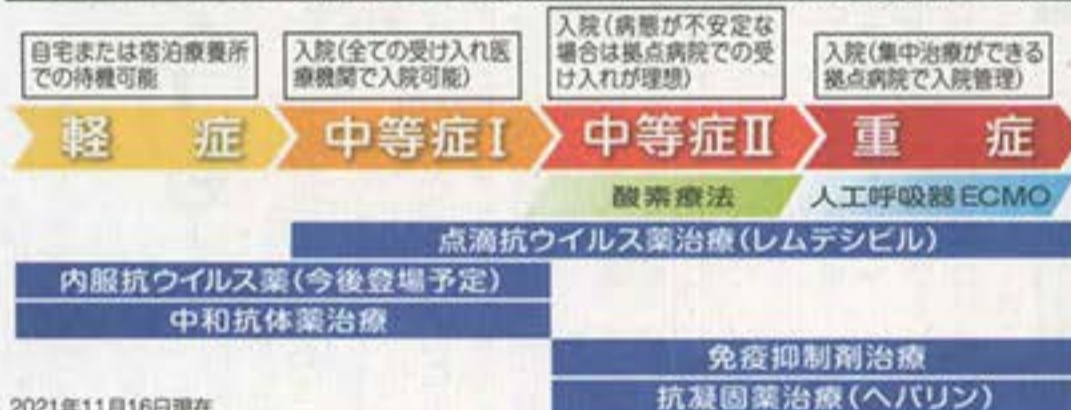 自宅または宿泊療養所
での待機可能
入院(全ての受け入れ医
療機関で入院可能)
入院(病態が不安定な
場合は拠点病院での受
け入れが理想)
入院(集中治療ができる
拠点病院で入院管理)
軽症
中等症Ⅰ
中等症Ⅱ
重症
酸素療法
人工呼吸器ECMO
点滴抗ウイルス薬治療(レムデシビル)
内服抗ウイルス薬(今後登場予定)
中和抗体薬治療
免疫抑制剤治療
抗凝固薬治療(ヘパリン)
2021年11月16日現在